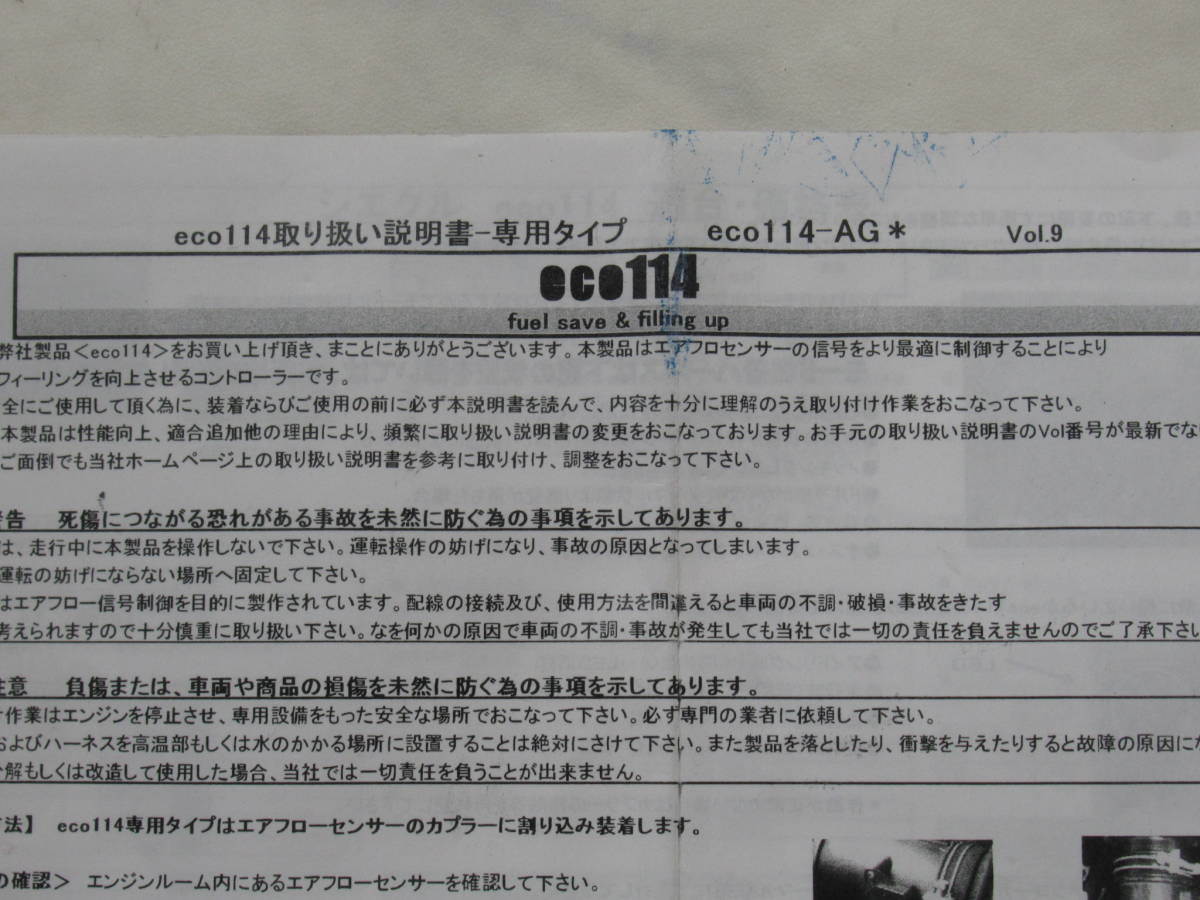 eco114取り扱い説明書-専用タイプ eco114-AG* Vol.9
eco114
fuel save & filling up
弊社製品<eco114>をお買い上げ頂き、まことにありがとうございます。本製品はエアフロセンサーの信号をより最適に制御することにより
フィーリングを向上させるコントローラーです。
全にご使用して頂く為に、装着ならびご使用の前に必ず本説明書を読んで、内容を十分に理解のうえ取り付け作業をおこなって下さい。
本製品は性能向上、適合追加他の理由により、頻繁に取り扱い説明書の変更をおこなっております。お手元の取り扱い説明書のVol番号が最新でな
ご面倒でも当社ホームページ上の取り扱い説明書を参考に取り付け、調整をおこなって下さい。
警告 死傷につながる恐れがある事故を未然に防ぐ為の事項を示してあります。
は、走行中に本製品を操作しないで下さい。運転操作の妨げになり、事故の原因となってしまいます。
運転の妨げにならない場所へ固定して下さい。
はエアフロー信号制御を目的に製作されています。配線の接続及び、使用方法を間違えると車両の不調・破損・事故をきたす
考えられますので十分慎重に取り扱い下さい。なを何かの原因で車両の不調・事故が発生しても当社では一切の責任を負えませんのでご了承下さい
注意 負傷または、車両や商品の損傷を未然に防ぐ為の事項を示してあります。
け作業はエンジンを停止させ、専用設備をもった安全な場所でおこなって下さい。必ず専門の業者に依頼して下さい。
およびハーネスを高温部もしくは水のかかる場所に設置することは絶対にさけて下さい。また製品を落としたり、衝撃を与えたりすると故障の原因にな
分解もしくは改造して使用した場合、当社では一切責任を負うことが出来ません。
方法】 eco114専用タイプはエアフローセンサーのカプラーに割り込み装着します。
の確認> エンジンルーム内にあるエアフローセンサーを確認して下さい。